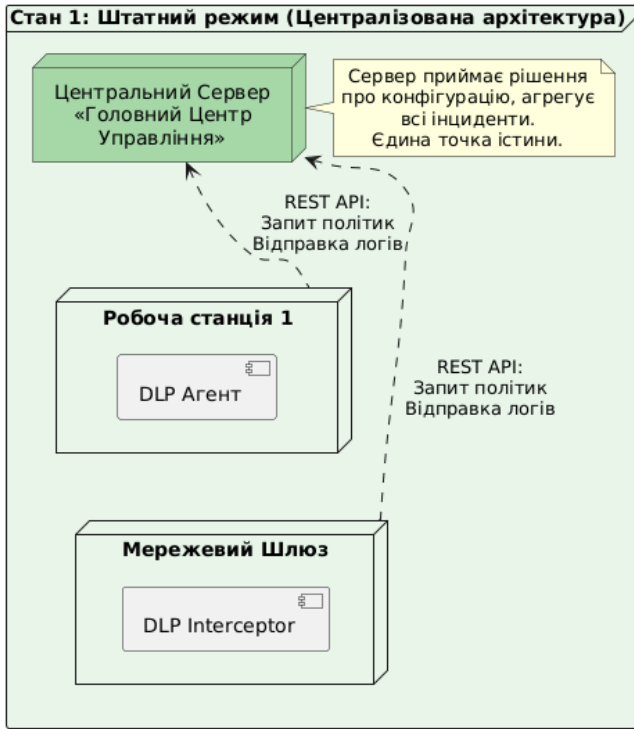 Стан 1: Штатний режим (Централізована архітектура)
Центральний Сервер
«Головний Центр
Управління»
Сервер приймає рішення
про конфігурацію, агрегує
всі інциденти.
Єдина точка істини.
REST API:
Запит політик
Відправка логів
Робоча станція 1
DLP Агент
REST API:
Запит політик
Відправка логів
Мережевий Шлюз
DLP Interceptor